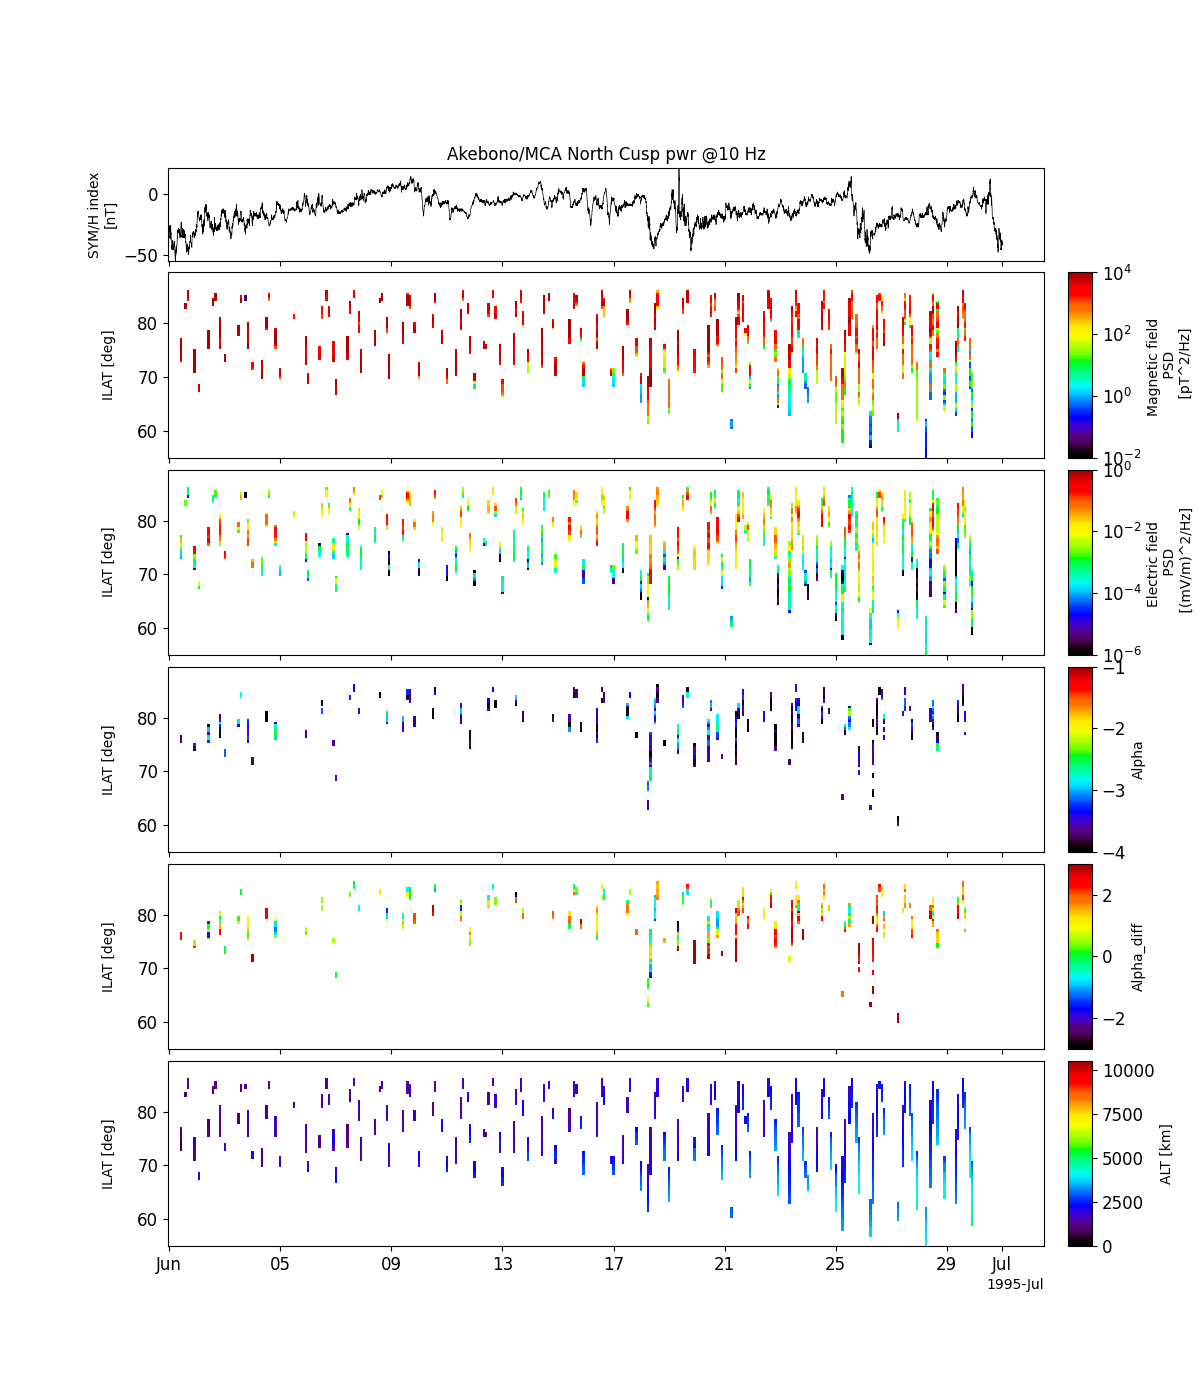 Akebono/MCA North Cusp pwr @10 Hz
SYM/H index
[nT]
0
−50
ILAT [deg]
80
70
60
10^4
10^2
10^0
10^−2
Magnetic field
PSD
[pT^2/Hz]
ILAT [deg]
80
70
60
10^0
10^−2
10^−4
10^−6
Electric field
PSD
[(mV/m)^2/Hz]
ILAT [deg]
80
70
60
−1
−2
−3
−4
Alpha
ILAT [deg]
80
70
60
2
0
−2
Alpha_diff
ILAT [deg]
80
70
60
10000
7500
5000
2500
0
ALT [km]
Jun 05 09 13 17 21 25 29 Jul
1995-Jul